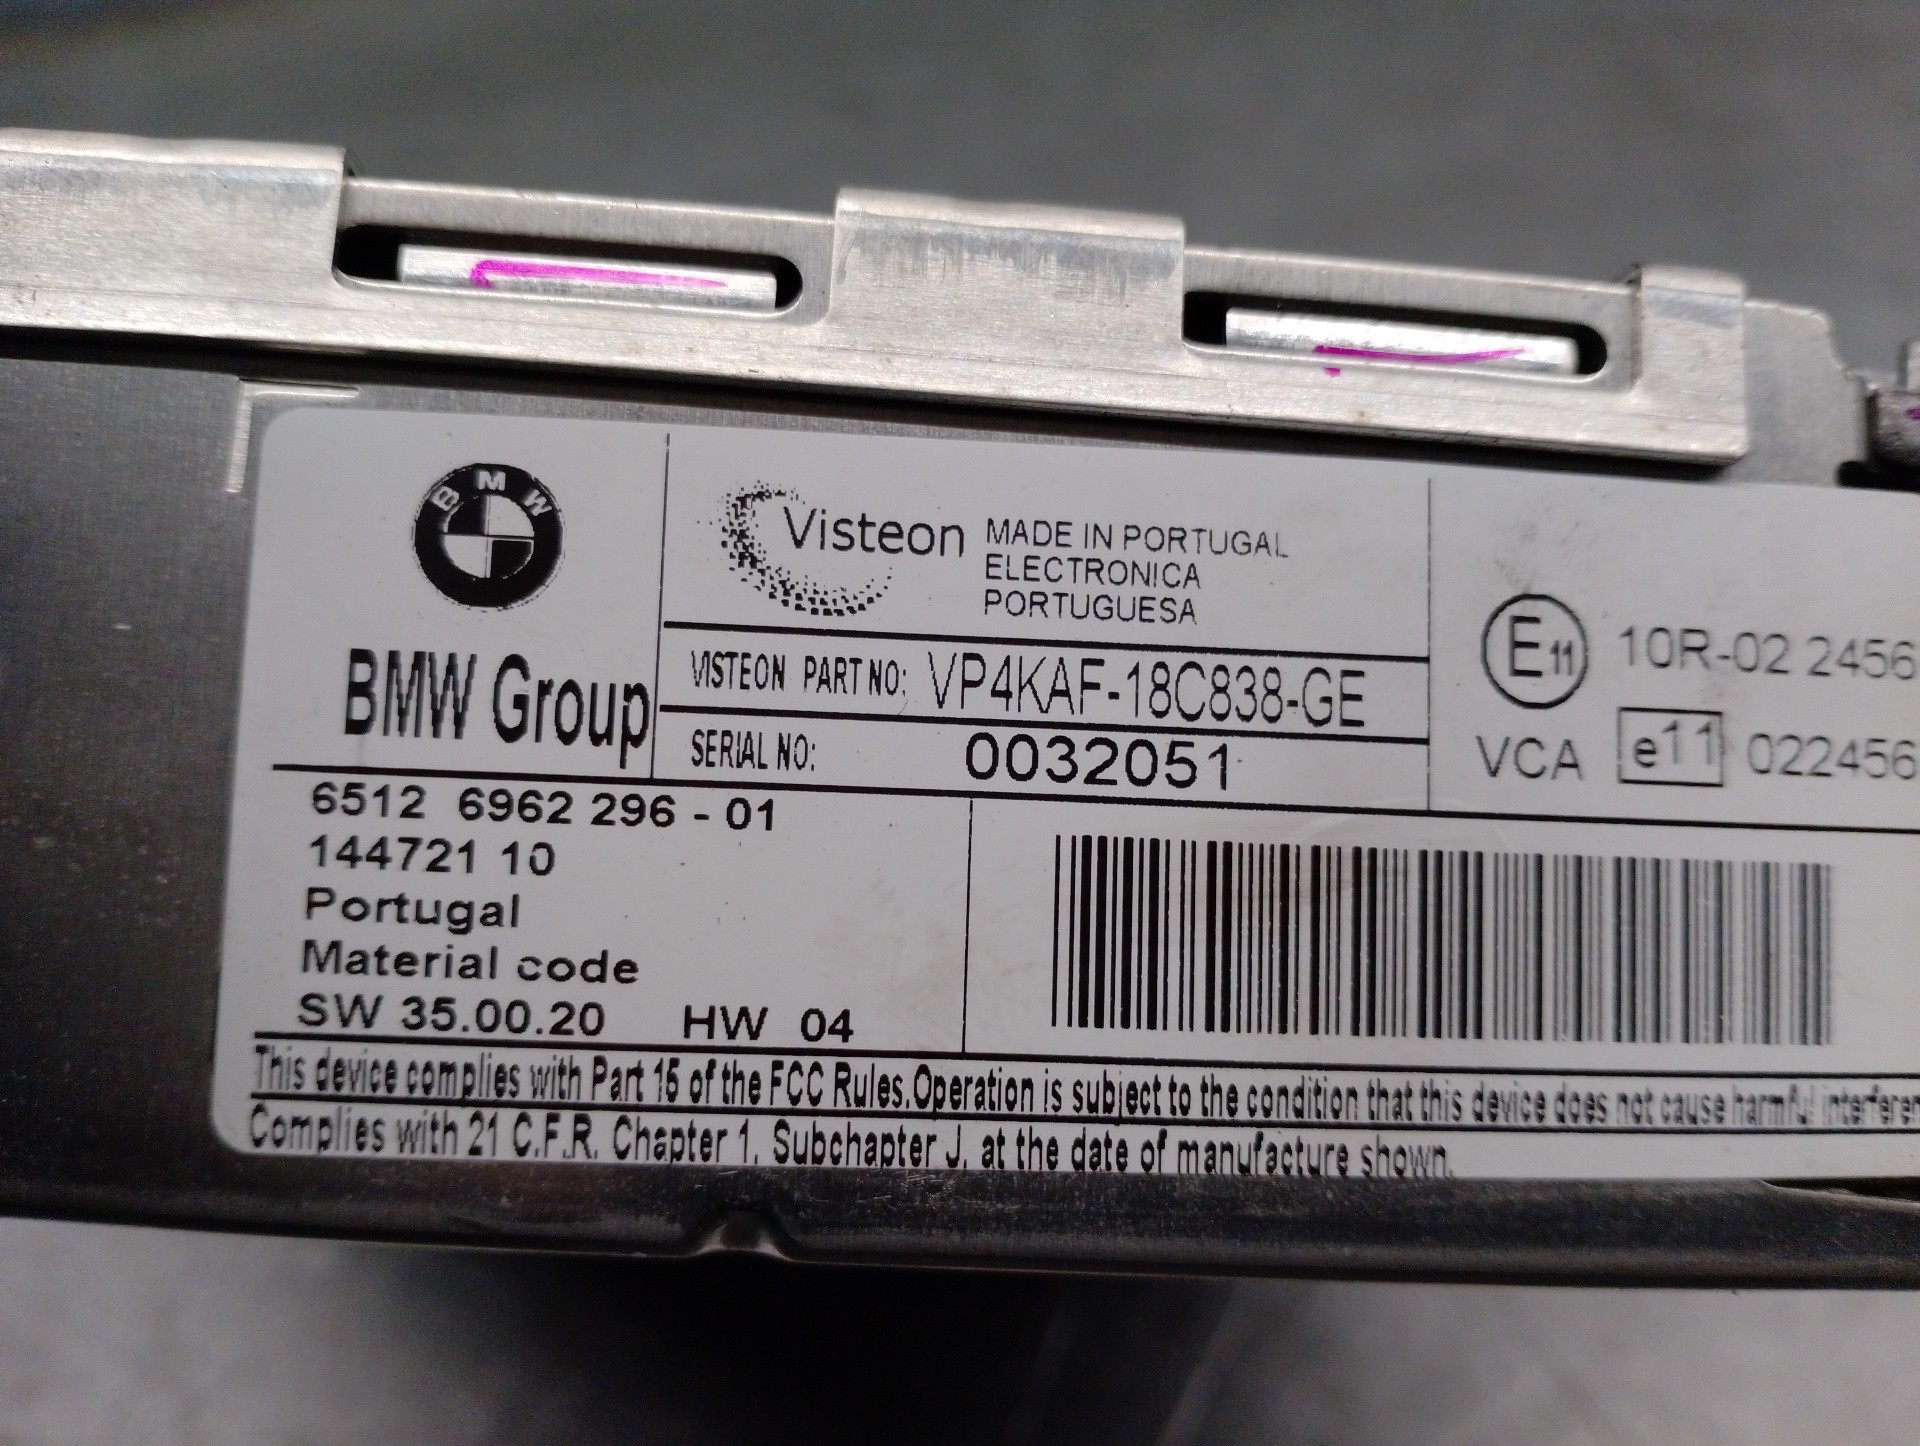 BMW
BMW Group
Visteon
MADE IN PORTUGAL
ELECTRONICA
PORTUGUESA
VISTEON PART NO: VP4KAF-18C838-GE
SERIAL NO: 0032051
E11 10R-02 2456
VCA e11 022456
6512 6962 296 - 01
144721 10
Portugal
Material code
SW 35.00.20 HW 04
This device complies with Part 15 of the FCC Rules. Operation is subject to the condition that this device does not cause harmful
Complies with 21 C.F.R. Chapter 1, Subchapter J, at the date of manufacture shown.